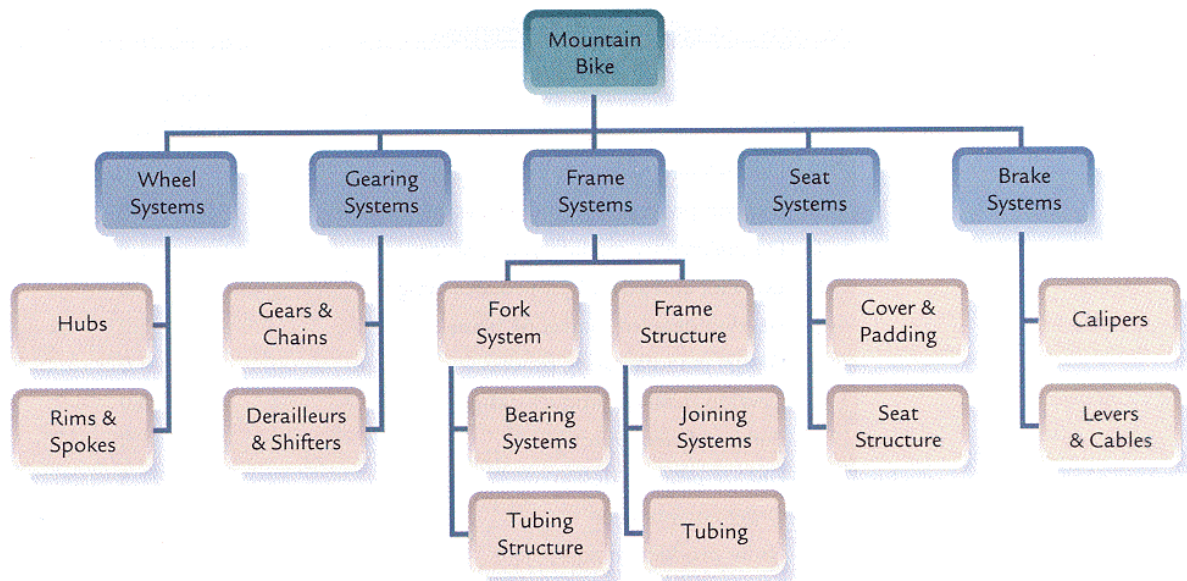 Mountain
Bike
Wheel
Systems
Gearing
Systems
Frame
Systems
Seat
Systems
Brake
Systems
Hubs
Gears &
Chains
Fork
System
Frame
Structure
Cover &
Padding
Calipers
Rims &
Spokes
Derailleurs
& Shifters
Bearing
Systems
Joining
Systems
Seat
Structure
Levers
& Cables
Tubing
Structure
Tubing